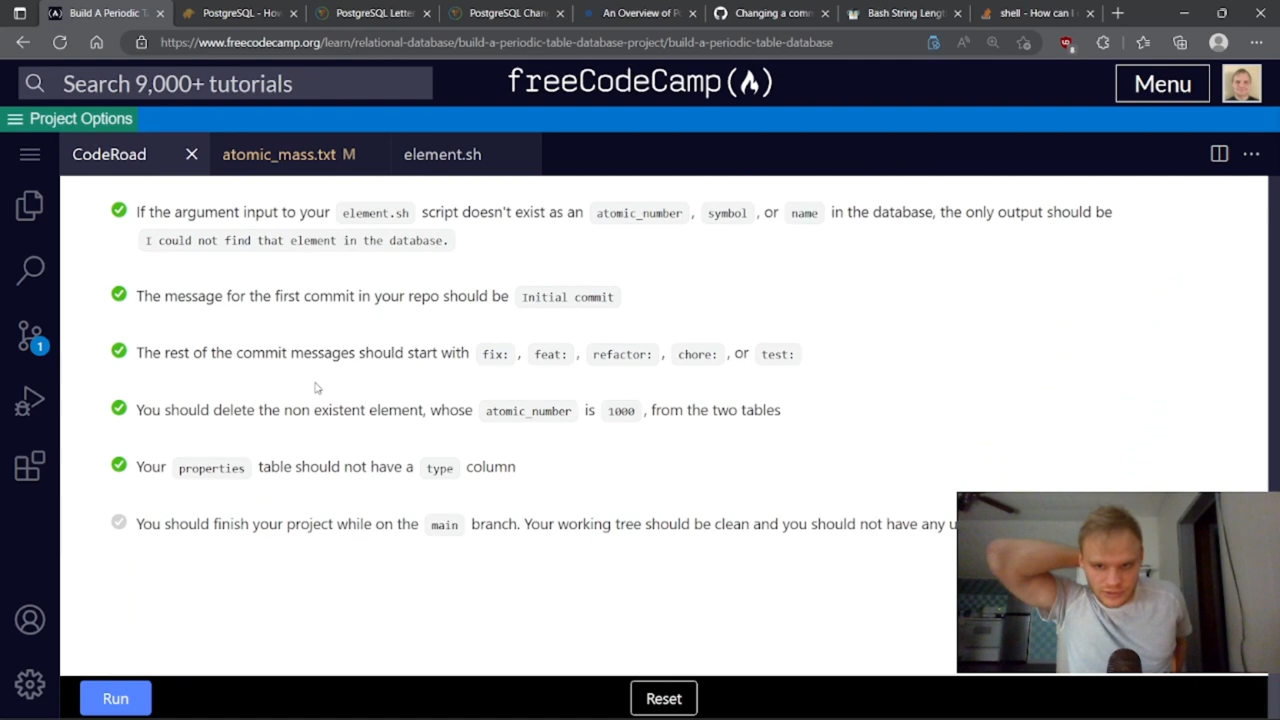 Build A Periodic T
PostgreSQL - How
PostgreSQL Lette
PostgreSQL Chan
An Overview of P
Changing a comm
Bash String Leng
shell - How can I
https://www.freecodecamp.org/learn/relational-database/build-a-periodic-table-database-project/build-a-periodic-table-database
Search 9,000+ tutorials
freeCodeCamp
Menu
Project Options
CodeRoad
atomic_mass.txt M
element.sh
If the argument input to your element.sh script doesn't exist as an atomic_number, symbol, or name in the database, the only output should be
I could not find that element in the database.
The message for the first commit in your repo should be Initial commit
The rest of the commit messages should start with fix:, feat:, refactor:, chore:, or test:
1
You should delete the non existent element, whose atomic_number is 1000, from the two tables
Your properties table should not have a type column
You should finish your project while on the main branch. Your working tree should be clean and you should not have any u
Run
Reset